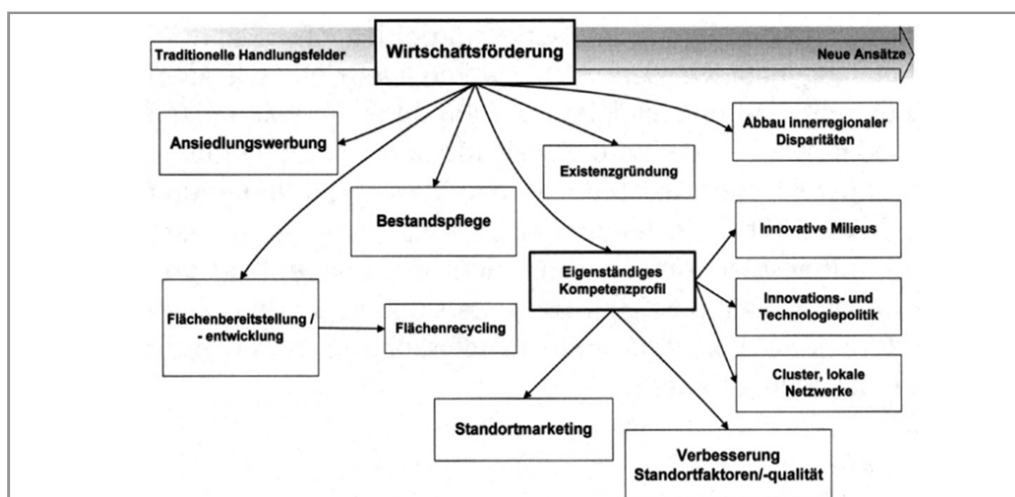 Traditionelle Handlungsfelder
Wirtschaftsförderung
Neue Ansätze
Ansiedlungswerbung
Abbau innerregionaler
Disparitäten
Existenzgründung
Bestandspflege
Innovative Milieus
Eigenständiges
Kompetenzprofil
Flächenbereitstellung /
- entwicklung
Flächenrecycling
Innovations- und
Technologiepolitik
Cluster, lokale
Netzwerke
Standortmarketing
Verbesserung
Standortfaktoren/-qualität